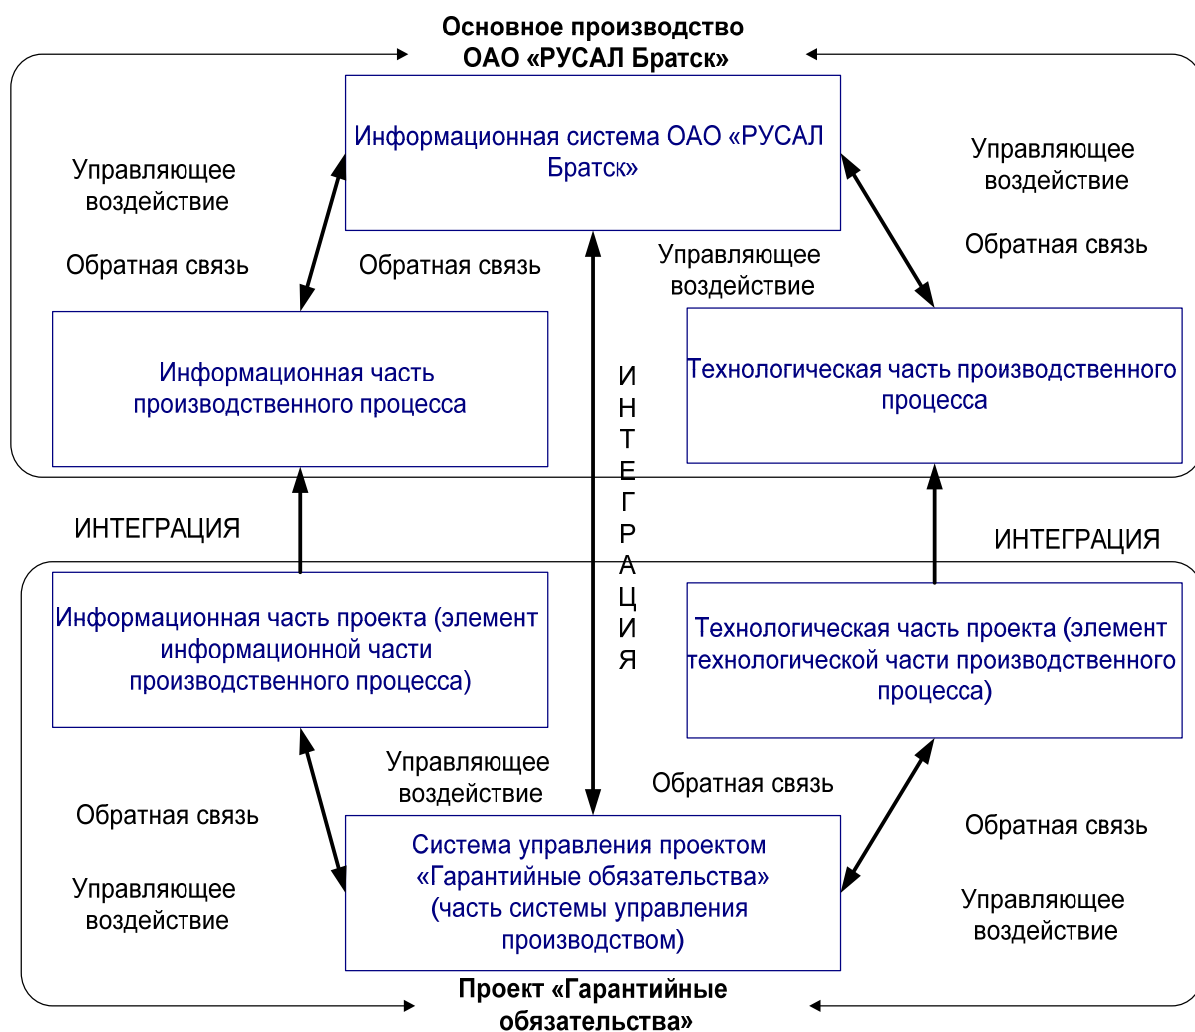 Основное производство
ОАО «РУСАЛ Братск»
Информационная система ОАО «РУСАЛ
Братск»
Управляющее
воздействие
Управляющее
воздействие
Обратная связь
Обратная связь
Управляющее
воздействие
Обратная связь
Информационная часть
производственного процесса
И
Н
Т
Е
Г
Р
А
Ц
И
Я
Технологическая часть производственного
процесса
ИНТЕГРАЦИЯ
ИНТЕГРАЦИЯ
Информационная часть проекта (элемент
информационной части
производственного процесса)
Технологическая часть проекта (элемент
технологической части производственного
процесса)
Управляющее
воздействие
Обратная связь
Обратная связь
Обратная связь
Система управления проектом
«Гарантийные обязательства»
(часть системы управления
производством)
Управляющее
воздействие
Управляющее
воздействие
Проект «Гарантийные
обязательства»